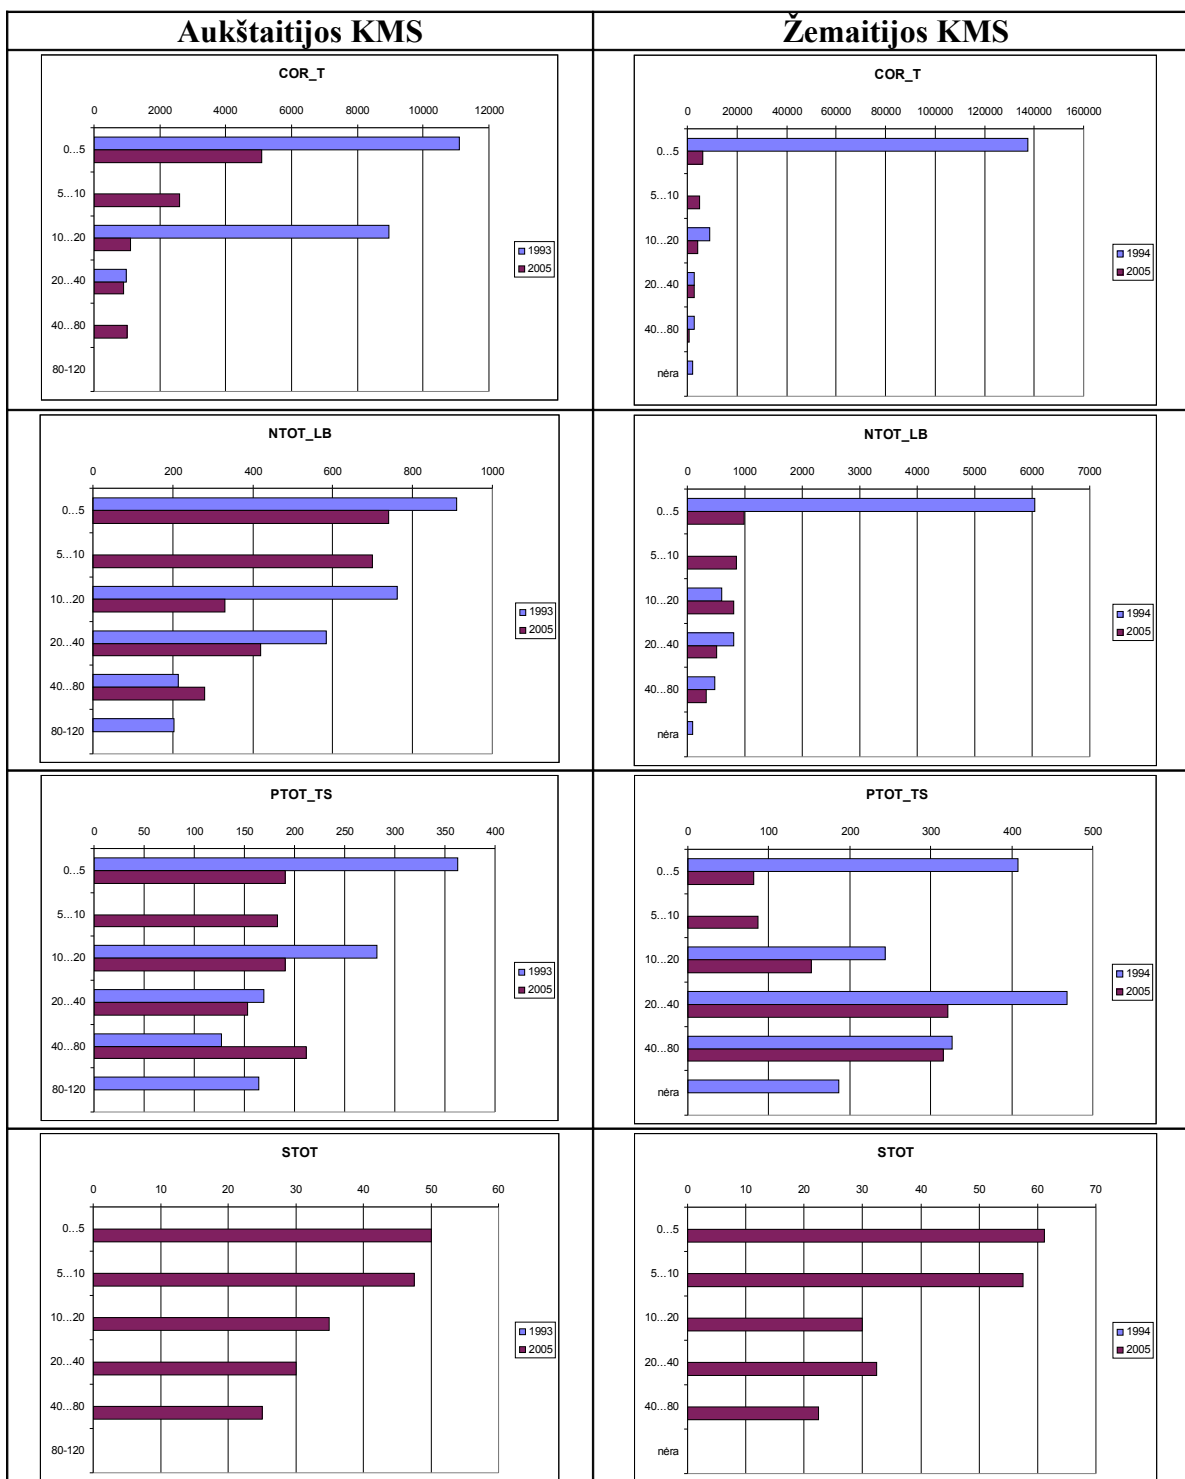 Aukštaitijos KMS
Žemaitijos KMS
COR_T
0 2000 4000 6000 8000 10000 12000
0...5
5...10
10...20
20...40
40...80
80-120
1993
2005
COR_T
0 20000 40000 60000 80000 100000 120000 140000 160000
0...5
5...10
10...20
20...40
40...80
nėra
1994
2005
NTOT_LB
0 200 400 600 800 1000
0...5
5...10
10...20
20...40
40...80
80-120
1993
2005
NTOT_LB
0 1000 2000 3000 4000 5000 6000 7000
0...5
5...10
10...20
20...40
40...80
nėra
1994
2005
PTOT_TS
0 50 100 150 200 250 300 350 400
0...5
5...10
10...20
20...40
40...80
80-120
1993
2005
PTOT_TS
0 100 200 300 400 500
0...5
5...10
10...20
20...40
40...80
nėra
1994
2005
STOT
0 10 20 30 40 50 60
0...5
5...10
10...20
20...40
40...80
80-120
1993
2005
STOT
0 10 20 30 40 50 60 70
0...5
5...10
10...20
20...40
40...80
nėra
1994
2005